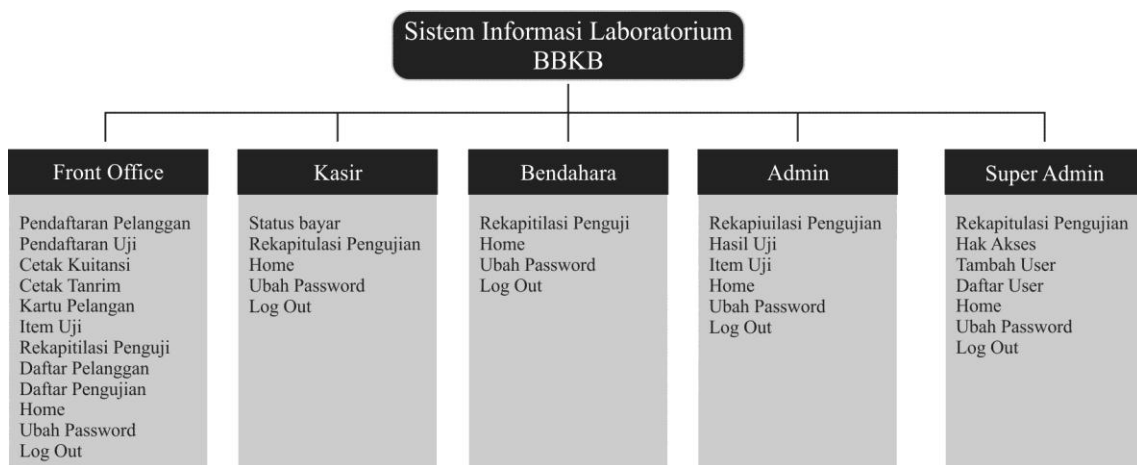 Sistem Informasi Laboratorium
BBKB
Front Office
Pendaftaran Pelanggan
Pendaftaran Uji
Cetak Kuitansi
Cetak Tanrim
Kartu Pelangan
Item Uji
Rekapitilasi Penguji
Daftar Pelanggan
Daftar Pengujian
Home
Ubah Password
Log Out
Kasir
Status bayar
Rekapitulasi Pengujian
Home
Ubah Password
Log Out
Bendahara
Rekapitilasi Penguji
Home
Ubah Password
Log Out
Admin
Rekapiuilasi Pengujian
Hasil Uji
Item Uji
Home
Ubah Password
Log Out
Super Admin
Rekapitulasi Pengujian
Hak Akses
Tambah User
Daftar User
Home
Ubah Password
Log Out